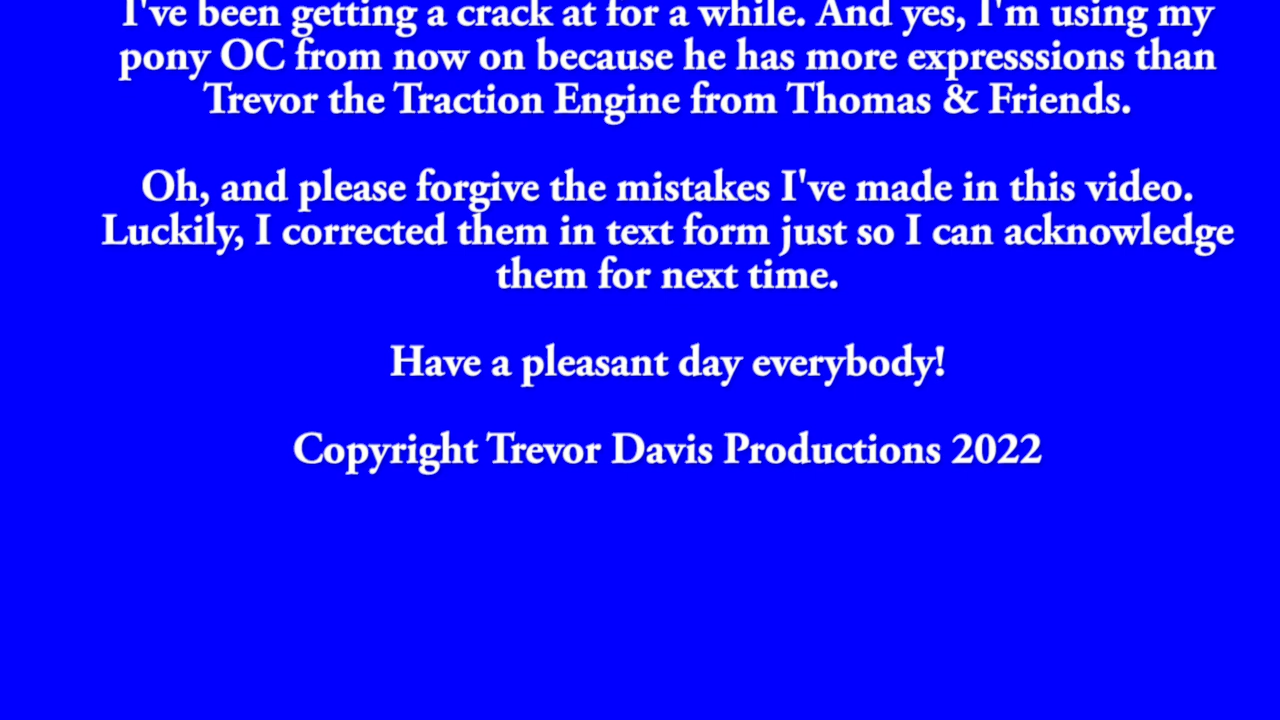 I've been getting a crack at for a while. And yes, I'm using my
pony OC from now on because he has more expresssions than
Trevor the Traction Engine from Thomas & Friends.
Oh, and please forgive the mistakes I've made in this video.
Luckily, I corrected them in text form just so I can acknowledge
them for next time.
Have a pleasant day everybody!
Copyright Trevor Davis Productions 2022